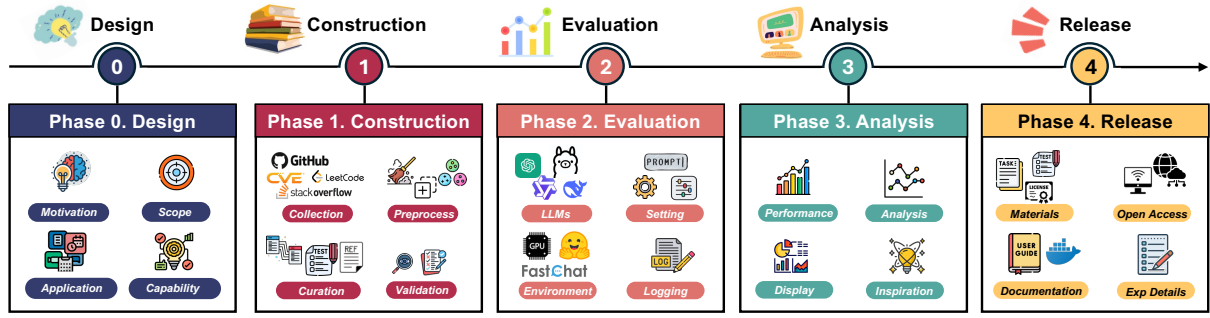 Design
Construction
Evaluation
Analysis
Release
0
1
2
3
4
Phase 0. Design
Motivation
Scope
Application
Capability
Phase 1. Construction
GitHub
CVE
LeetCode
stackoverflow
Collection
Preprocess
TEST
REF
Curation
Validation
Phase 2. Evaluation
PROMPT
LLMs
Setting
GPU
FastChat
LOG
Environment
Logging
Phase 3. Analysis
Performance
Analysis
Display
Inspiration
Phase 4. Release
TASK
TEST
LICENSE
Materials
Open Access
USER
GUIDE
Documentation
Exp Details